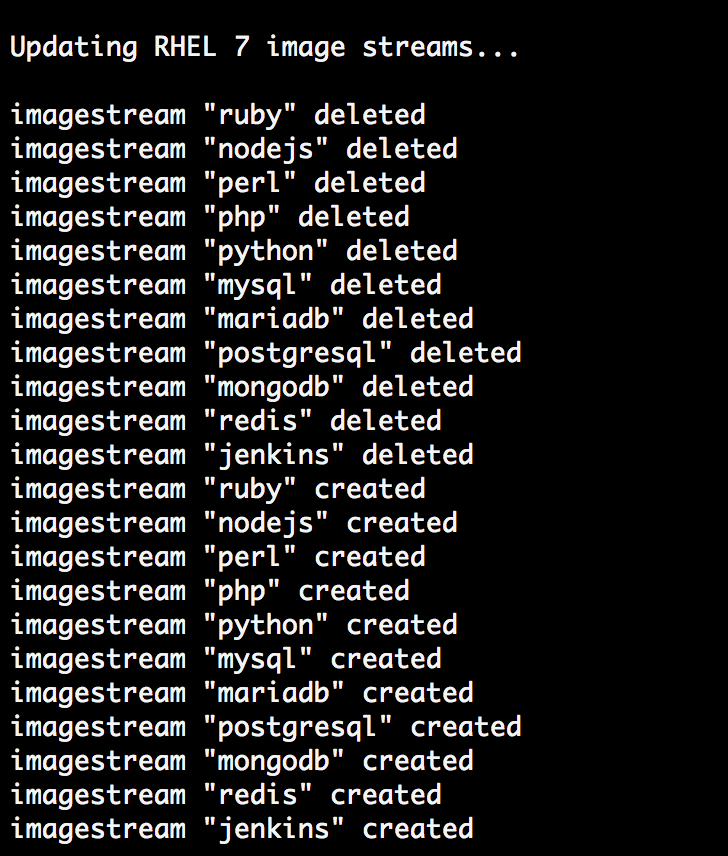 Updating RHEL 7 image streams...
imagestream "ruby" deleted
imagestream "nodejs" deleted
imagestream "perl" deleted
imagestream "php" deleted
imagestream "python" deleted
imagestream "mysql" deleted
imagestream "mariadb" deleted
imagestream "postgresql" deleted
imagestream "mongodb" deleted
imagestream "redis" deleted
imagestream "jenkins" deleted
imagestream "ruby" created
imagestream "nodejs" created
imagestream "perl" created
imagestream "php" created
imagestream "python" created
imagestream "mysql" created
imagestream "mariadb" created
imagestream "postgresql" created
imagestream "mongodb" created
imagestream "redis" created
imagestream "jenkins" created